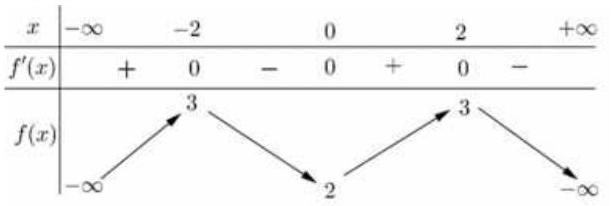 x −∞ −2 0 2 +∞
f′(x) + 0 − 0 + 0 −
3 3
f(x)
−∞ 2 −∞